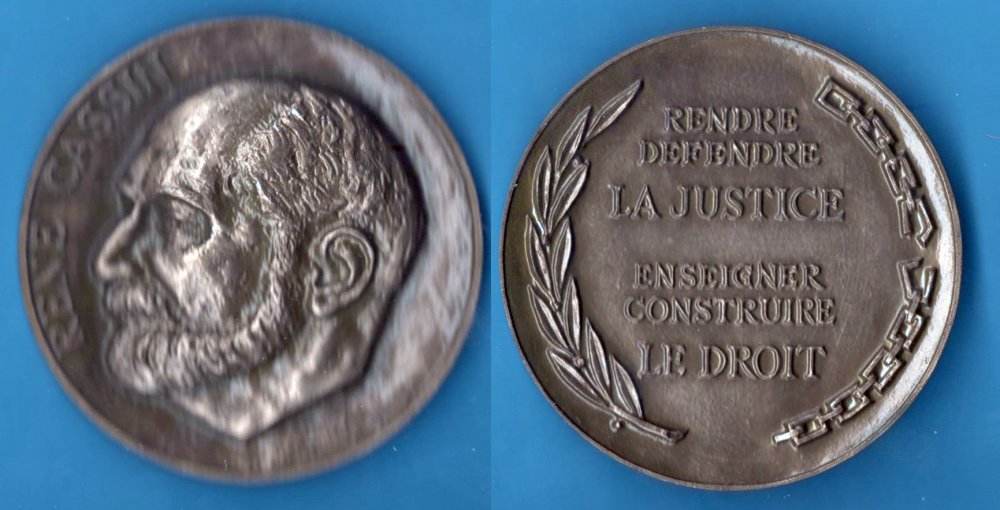 RENE CASSIN
RENDRE
DEFENDRE
LA JUSTICE
ENSEIGNER
CONSTRUIRE
LE DROIT